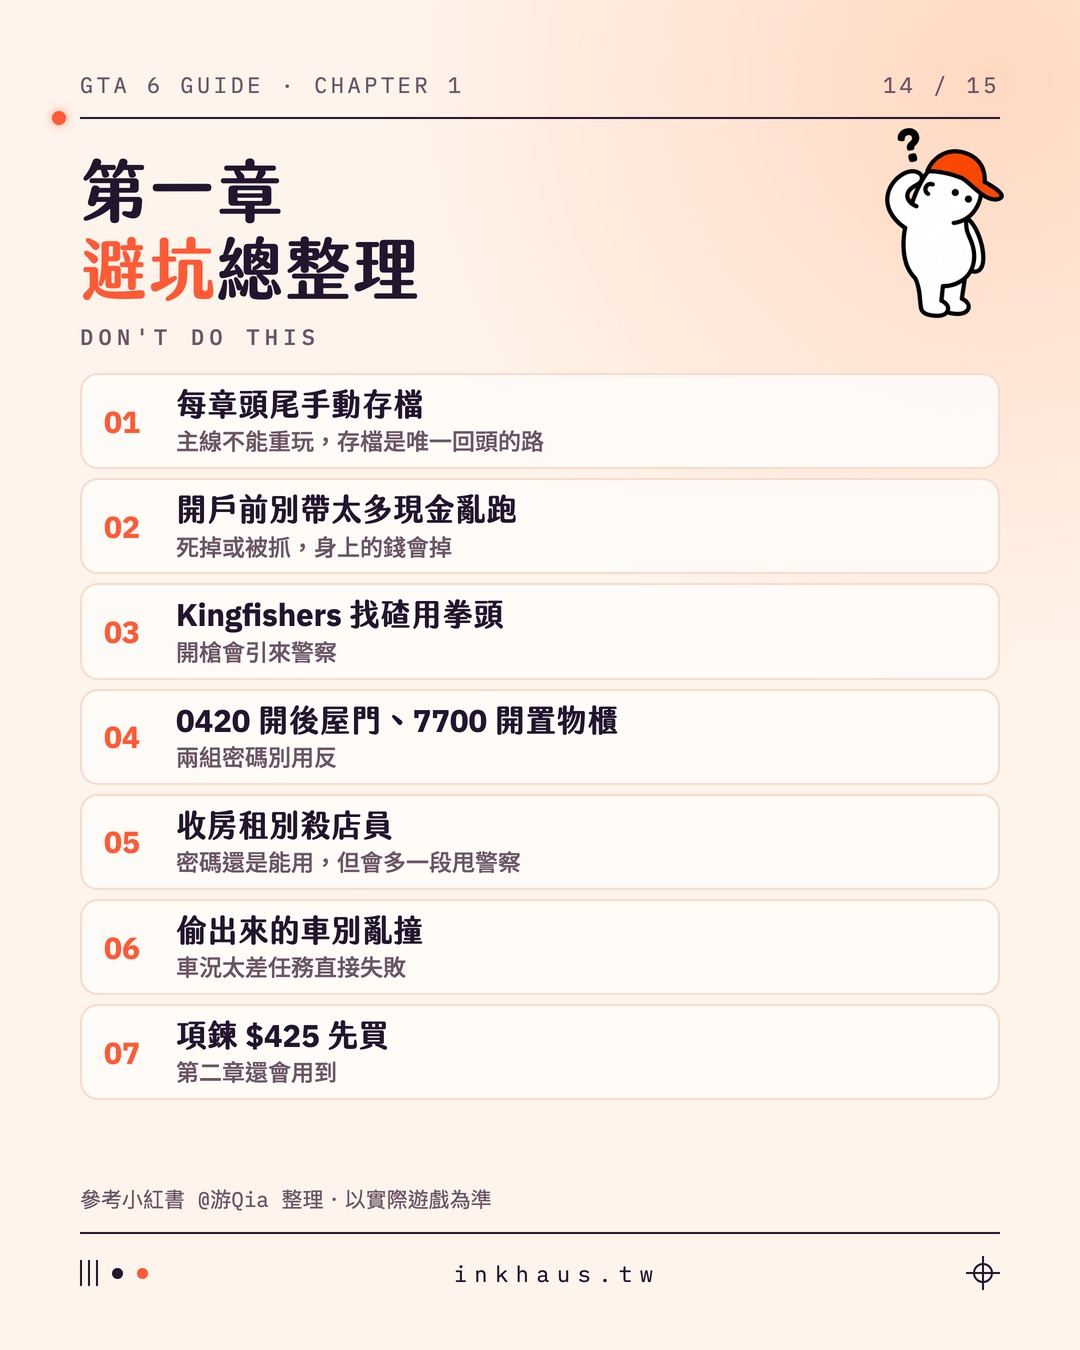 GTA 6 GUIDE · CHAPTER 1
14 / 15
?
第一章
避坑總整理
DON'T DO THIS
01
每章頭尾手動存檔
主線不能重玩，存檔是唯一回頭的路
02
開戶前別帶太多現金亂跑
死掉或被抓，身上的錢會掉
03
Kingfishers 找碴用拳頭
開槍會引來警察
04
0420 開後屋門、7700 開置物櫃
兩組密碼別用反
05
收房租別殺店員
密碼還是能用，但會多一段甩警察
06
偷出來的車別亂撞
車況太差任務直接失敗
07
項鍊 $425 先買
第二章還會用到
參考小紅書 @游Qia 整理 · 以實際遊戲為準
inkhaus.tw